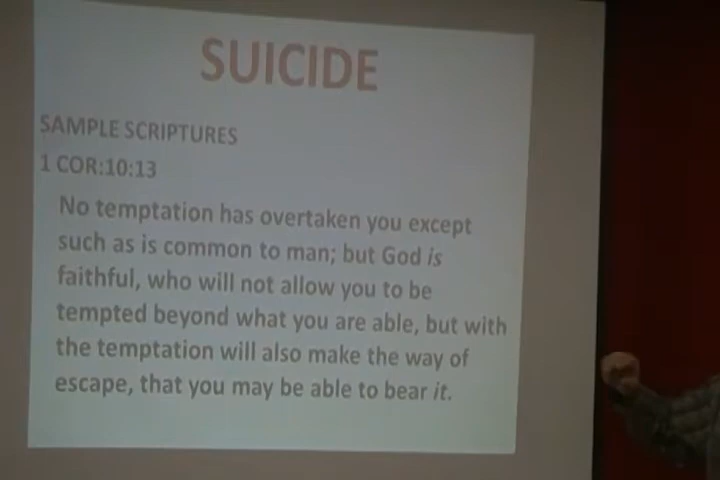 SUICIDE
SAMPLE SCRIPTURES
1 COR:10:13
No temptation has overtaken you except
such as is common to man; but God is
faithful, who will not allow you to be
tempted beyond what you are able, but with
the temptation will also make the way of
escape, that you may be able to bear it.